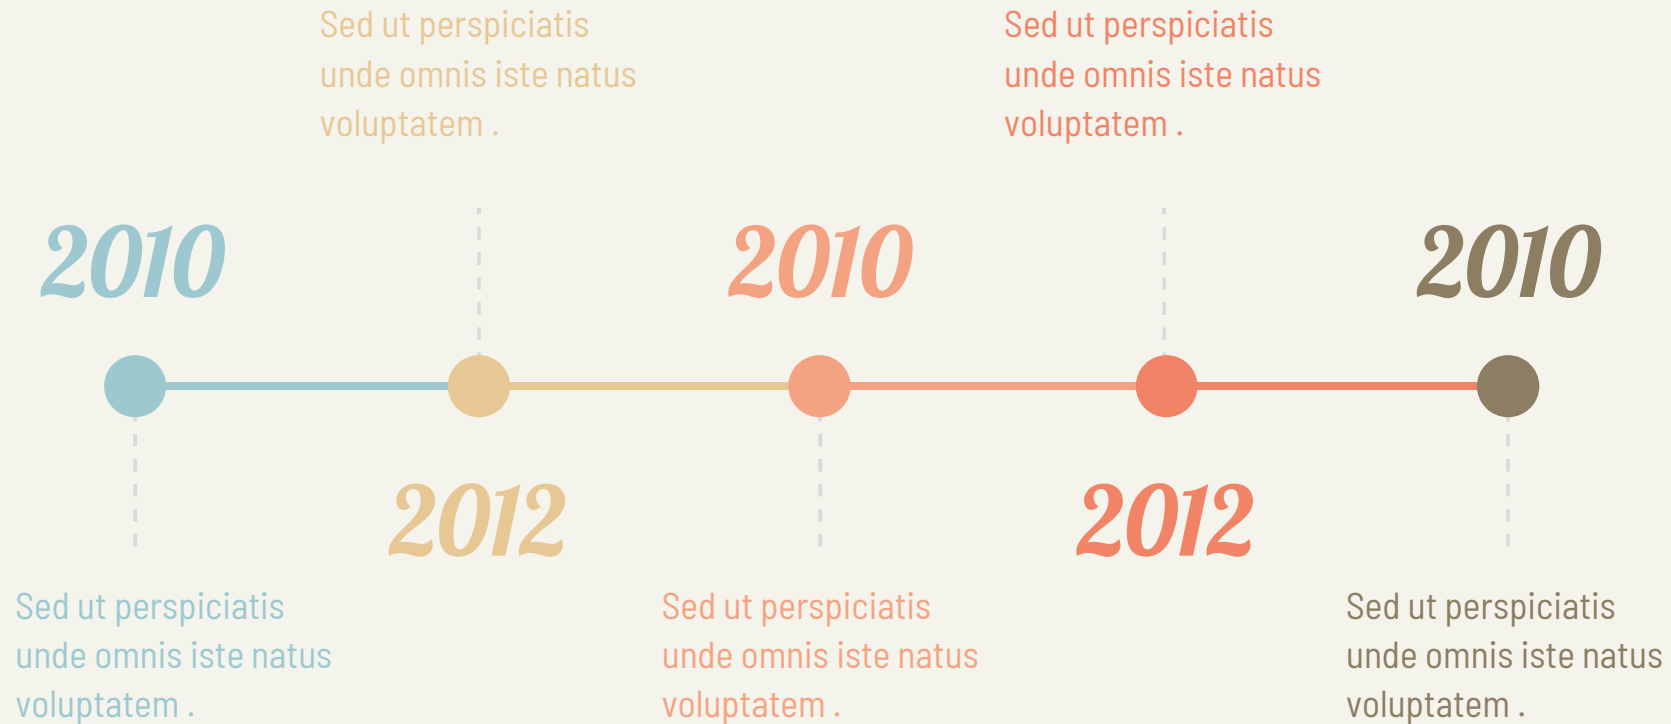 Sed ut perspiciatis
unde omnis iste natus
voluptatem .
Sed ut perspiciatis
unde omnis iste natus
voluptatem .
2010
2010
2010
2012
2012
Sed ut perspiciatis
unde omnis iste natus
voluptatem .
Sed ut perspiciatis
unde omnis iste natus
voluptatem .
Sed ut perspiciatis
unde omnis iste natus
voluptatem .